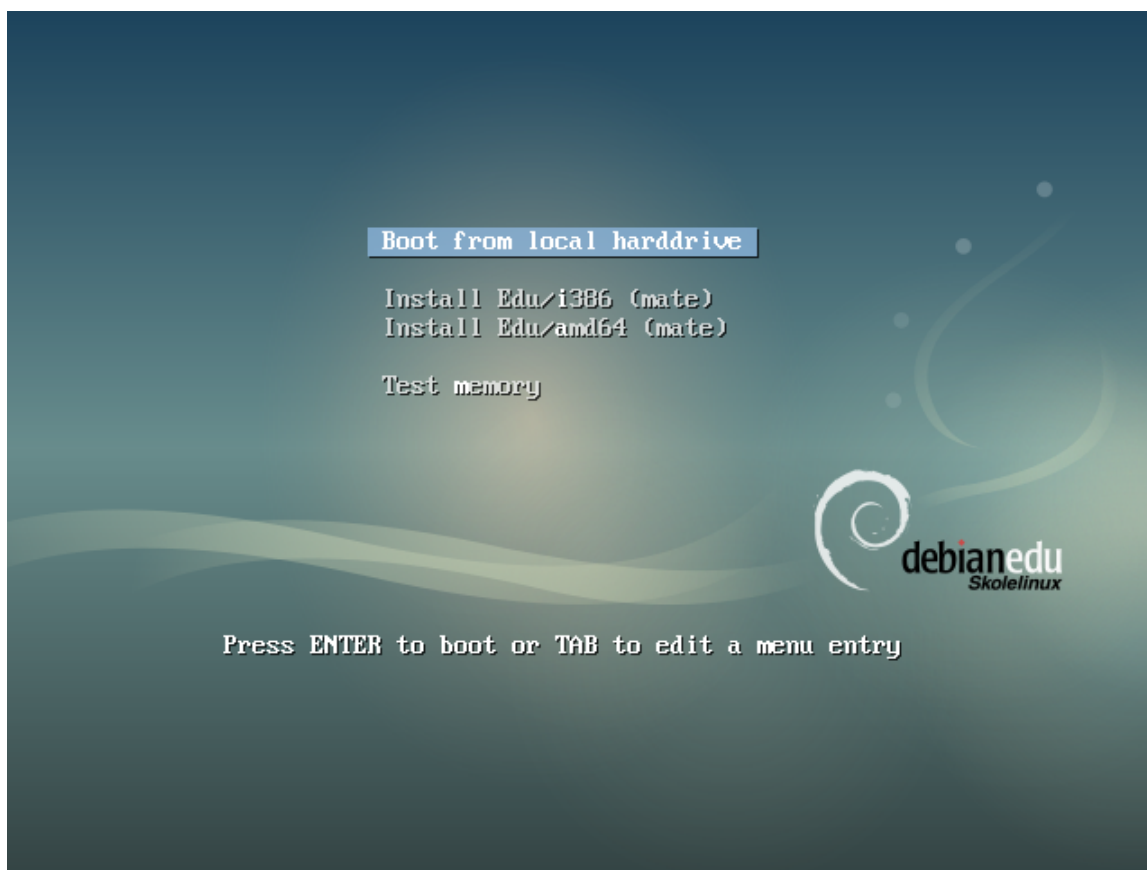 Boot from local harddrive
Install Edu/i386 (mate)
Install Edu/amd64 (mate)
Test memory
debianedu
Skolelinux
Press ENTER to boot or TAB to edit a menu entry